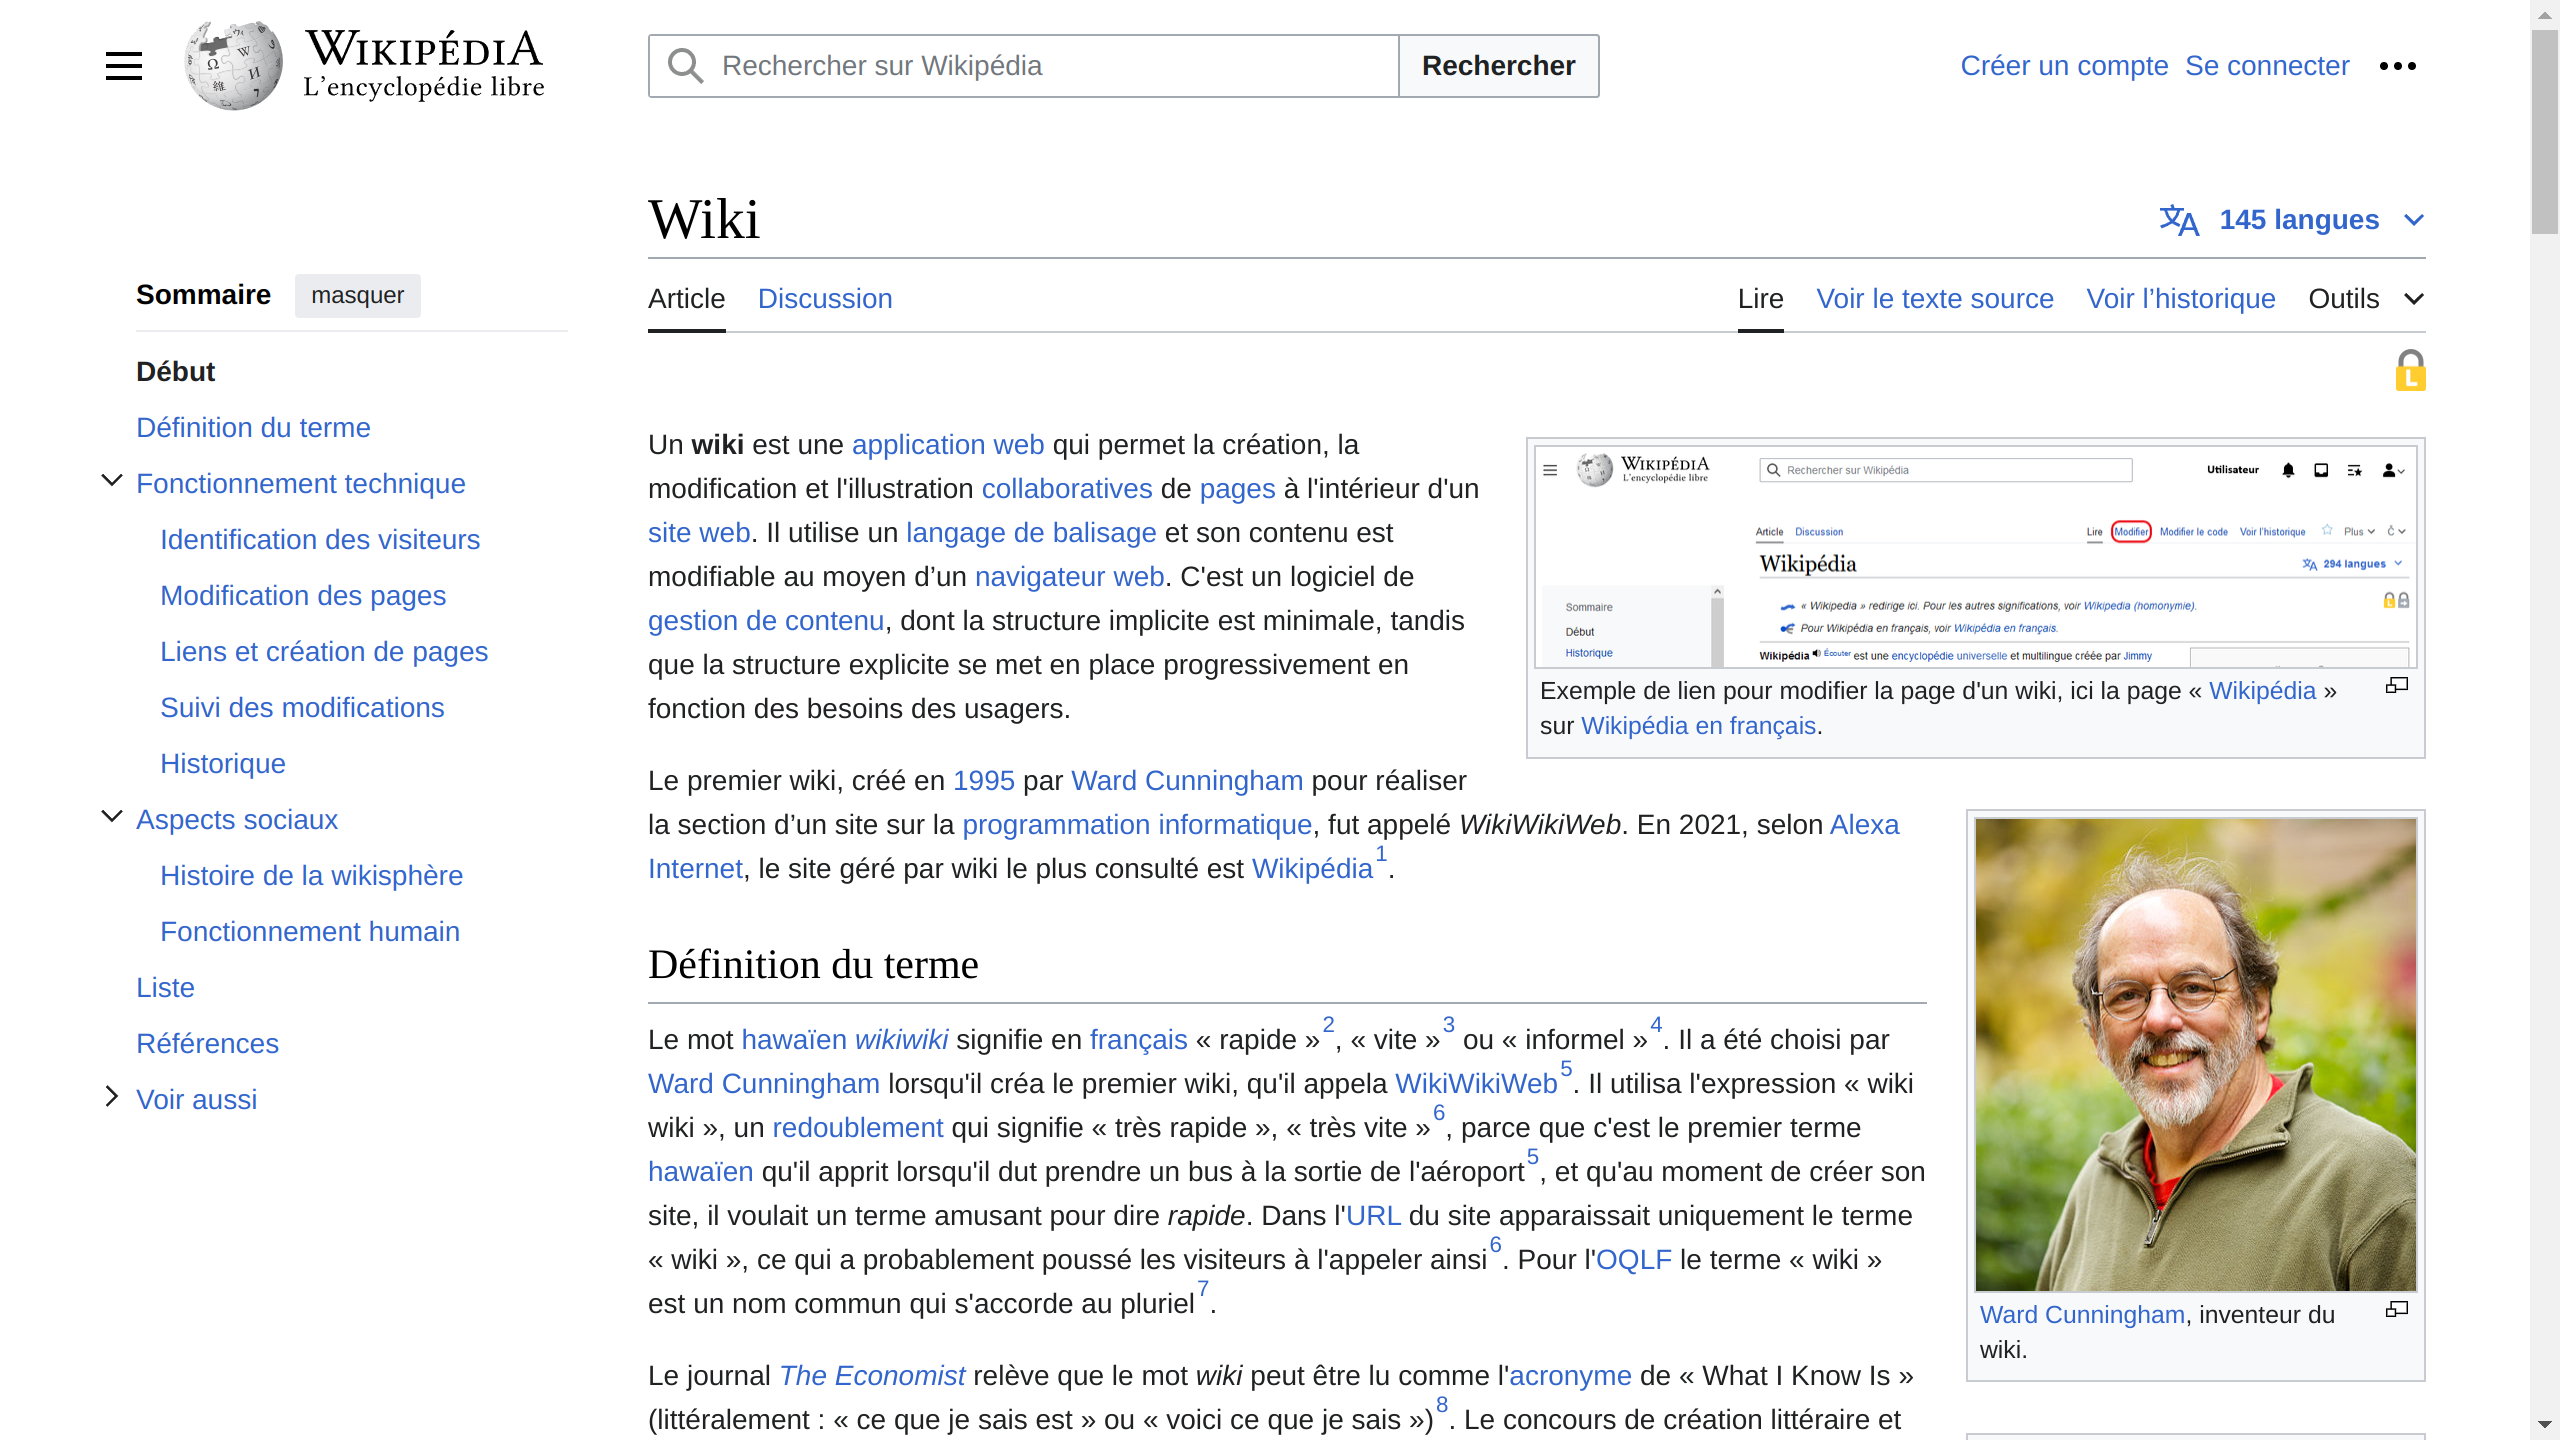 WIKIPÉDIA
L'encyclopédie libre
Rechercher sur Wikipédia
Rechercher
Créer un compte
Se connecter
Wiki
145 langues
Sommaire
masquer
Article
Discussion
Lire
Voir le texte source
Voir l’historique
Outils
Début
Définition du terme
Fonctionnement technique
Identification des visiteurs
Modification des pages
Liens et création de pages
Suivi des modifications
Historique
Aspects sociaux
Histoire de la wikisphère
Fonctionnement humain
Liste
Références
Voir aussi
L
Un wiki est une application web qui permet la création, la
modification et l'illustration collaboratives de pages à l'intérieur d'un
site web. Il utilise un langage de balisage et son contenu est
modifiable au moyen d’un navigateur web. C'est un logiciel de
gestion de contenu, dont la structure implicite est minimale, tandis
que la structure explicite se met en place progressivement en
fonction des besoins des usagers.
WIKIPÉDIA
L'encyclopédie libre
Rechercher sur Wikipédia
Utilisateur
Article Discussion
Lire Modifier Modifier le code Voir l'historique Plus
Wikipédia
294 langues
« Wikipedia » redirige ici. Pour les autres significations, voir Wikipedia (homonymie).
Pour Wikipédia en français, voir Wikipédia en français.
Sommaire
Début
Historique
Wikipédia Écouter est une encyclopédie universelle et multilingue créée par Jimmy
Exemple de lien pour modifier la page d'un wiki, ici la page « Wikipédia »
sur Wikipédia en français.
Le premier wiki, créé en 1995 par Ward Cunningham pour réaliser
la section d’un site sur la programmation informatique, fut appelé WikiWikiWeb. En 2021, selon Alexa
Internet, le site géré par wiki le plus consulté est Wikipédia1.
Définition du terme
Le mot hawaïen wikiwiki signifie en français « rapide »2, « vite »3 ou « informel »4. Il a été choisi par
Ward Cunningham lorsqu'il créa le premier wiki, qu'il appela WikiWikiWeb5. Il utilisa l'expression « wiki
wiki », un redoublement qui signifie « très rapide », « très vite »6, parce que c'est le premier terme
hawaïen qu'il apprit lorsqu'il dut prendre un bus à la sortie de l'aéroport5, et qu'au moment de créer son
site, il voulait un terme amusant pour dire rapide. Dans l'URL du site apparaissait uniquement le terme
« wiki », ce qui a probablement poussé les visiteurs à l'appeler ainsi6. Pour l'OQLF le terme « wiki »
est un nom commun qui s'accorde au pluriel7.
Ward Cunningham, inventeur du
wiki.
Le journal The Economist relève que le mot wiki peut être lu comme l'acronyme de « What I Know Is »
(littéralement : « ce que je sais est » ou « voici ce que je sais »)8. Le concours de création littéraire et